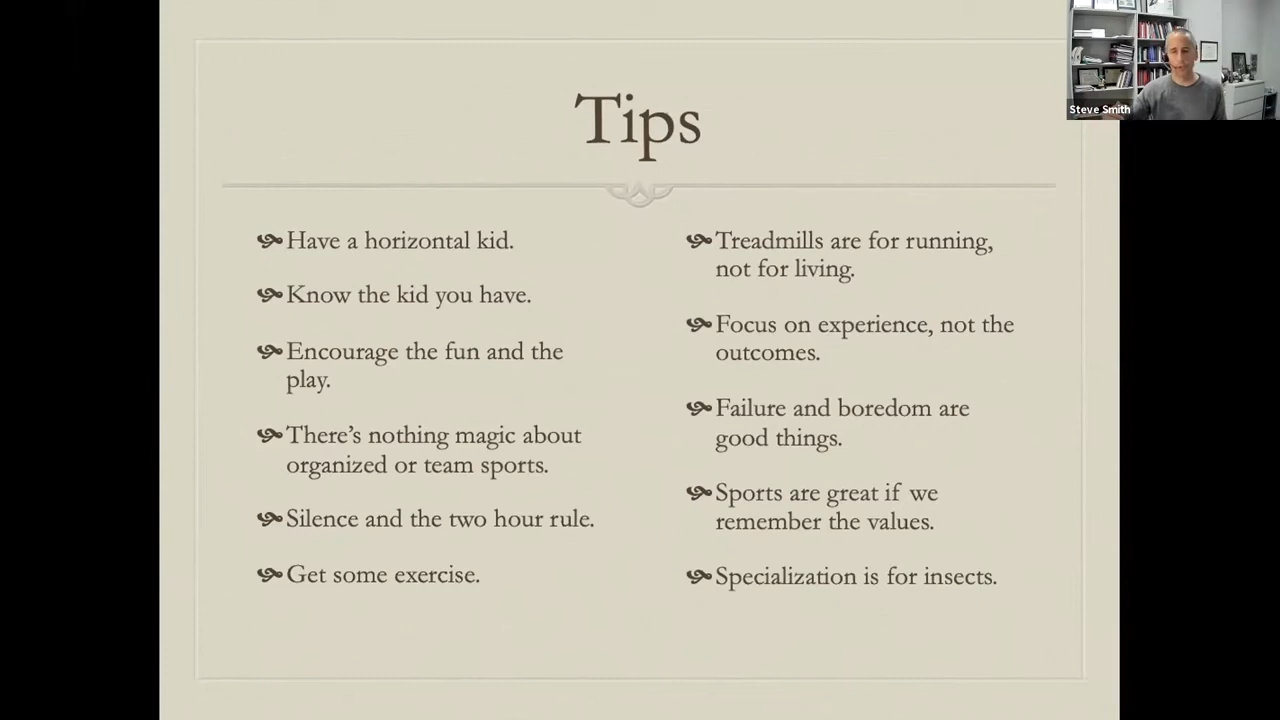 Tips
Have a horizontal kid.
Know the kid you have.
Encourage the fun and the
play.
There's nothing magic about
organized or team sports.
Silence and the two hour rule.
Get some exercise.
Treadmills are for running,
not for living.
Focus on experience, not the
outcomes.
Failure and boredom are
good things.
Sports are great if we
remember the values.
Specialization is for insects.
Steve Smith